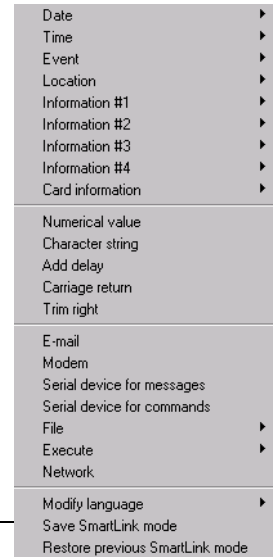 Date
Time
Event
Location
Information #1
Information #2
Information #3
Information #4
Card information
Numerical value
Character string
Add delay
Carriage return
Trim right
E-mail
Modem
Serial device for messages
Serial device for commands
File
Execute
Network
Modify language
Save SmartLink mode
Restore previous SmartLink mode